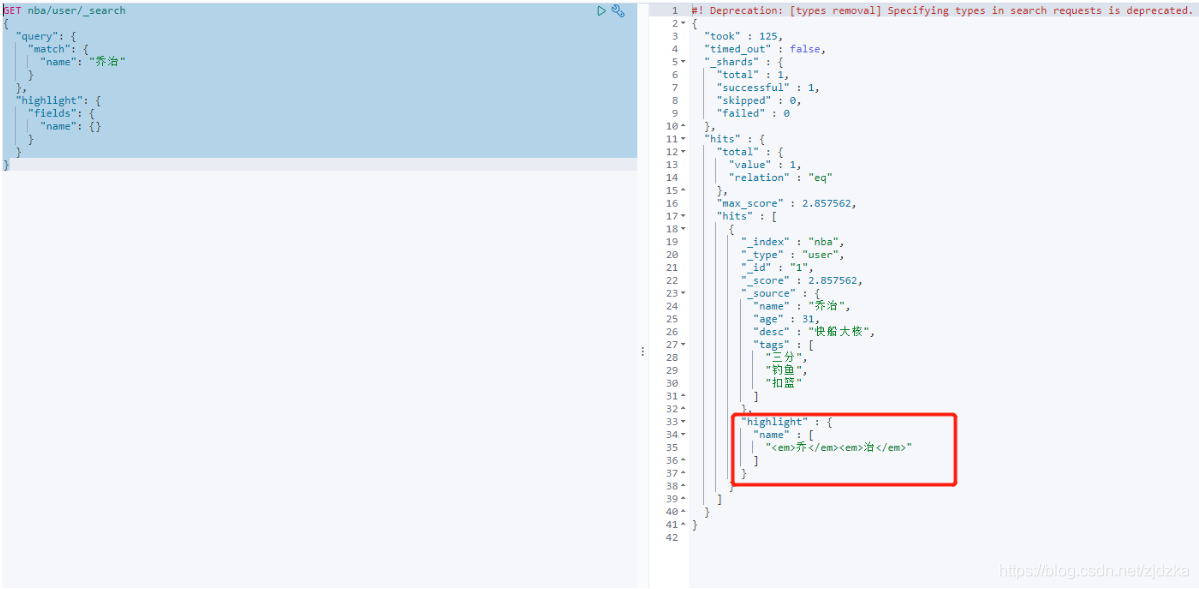 GET nba/user/_search
{
  "query": {
    "match": {
      "name": "乔治"
    }
  },
  "highlight": {
    "fields": {
      "name": {}
    }
  }
}
1 #! Deprecation: [types removal] Specifying types in search requests is deprecated.
2 {
3   "took" : 125,
4   "timed_out" : false,
5   "_shards" : {
6     "total" : 1,
7     "successful" : 1,
8     "skipped" : 0,
9     "failed" : 0
10   },
11   "hits" : {
12     "total" : {
13       "value" : 1,
14       "relation" : "eq"
15     },
16     "max_score" : 2.857562,
17     "hits" : [
18       {
19         "_index" : "nba",
20         "_type" : "user",
21         "_id" : "1",
22         "_score" : 2.857562,
23         "_source" : {
24           "name" : "乔治",
25           "age" : 31,
26           "desc" : "快船大核",
27           "tags" : [
28             "三分",
29             "钓鱼",
30             "扣篮"
31           ]
32         },
33         "highlight" : {
34           "name" : [
35             "<em>乔</em><em>治</em>"
36           ]
37         }
38       }
39     ]
40   }
41 }
42
https://blog.csdn.net/zjdzka